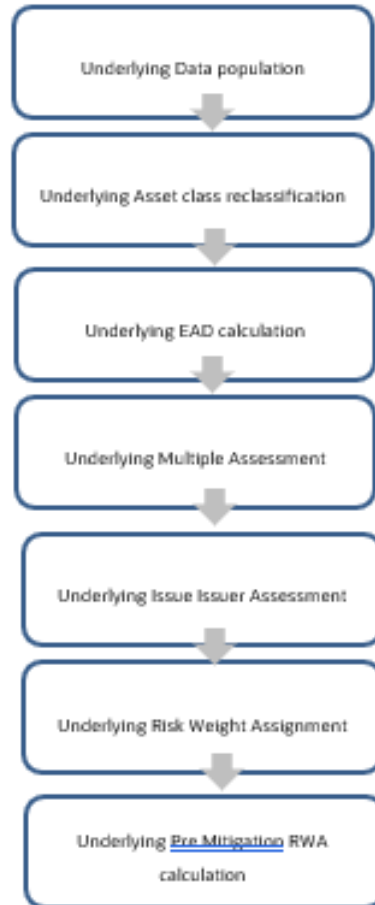 Underlying Data population
Underlying Asset class reclassification
Underlying EAD calculation
Underlying Multiple Assessment
Underlying Issue Issuer Assessment
Underlying Risk Weight Assignment
Underlying Pre Mitigation RWA
calculation